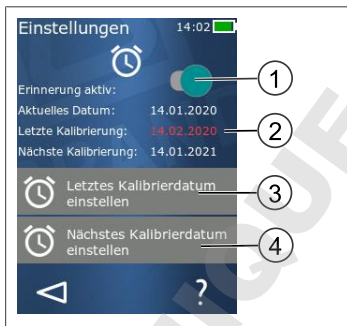 Einstellungen 14:02
Erinnerung aktiv:
1
Aktuelles Datum: 14.01.2020
Letzte Kalibrierung: 14.02.2020
2
Nächste Kalibrierung: 14.01.2021
Letztes Kalibrierdatum
einstellen
3
Nächstes Kalibrierdatum
einstellen
4
?